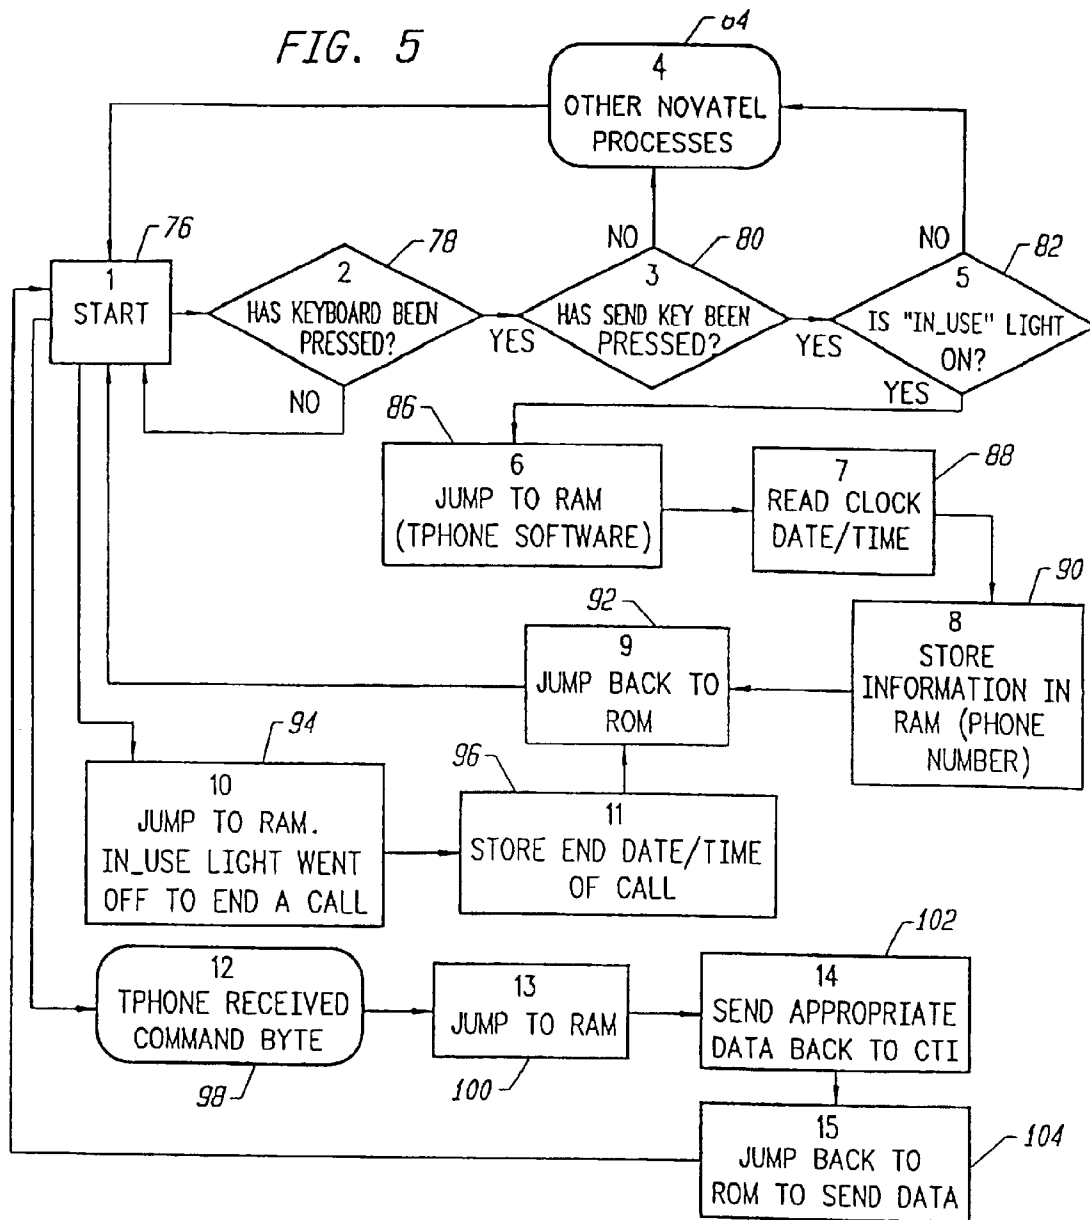 FIG. 5
84
4
OTHER NOVATEL
PROCESSES
76
1
START
78
2
HAS KEYBOARD BEEN
PRESSED?
YES
NO
NO
80
3
HAS SEND KEY BEEN
PRESSED?
YES
NO
82
5
IS "IN_USE" LIGHT
ON?
YES
86
6
JUMP TO RAM
(TPHONE SOFTWARE)
88
7
READ CLOCK
DATE/TIME
90
8
STORE
INFORMATION IN
RAM (PHONE
NUMBER)
92
9
JUMP BACK TO
ROM
94
10
JUMP TO RAM.
IN_USE LIGHT WENT
OFF TO END A CALL
96
11
STORE END DATE/TIME
OF CALL
12
TPHONE RECEIVED
COMMAND BYTE
98
13
JUMP TO RAM
100
102
14
SEND APPROPRIATE
DATA BACK TO CTI
15
JUMP BACK TO
ROM TO SEND DATA
104